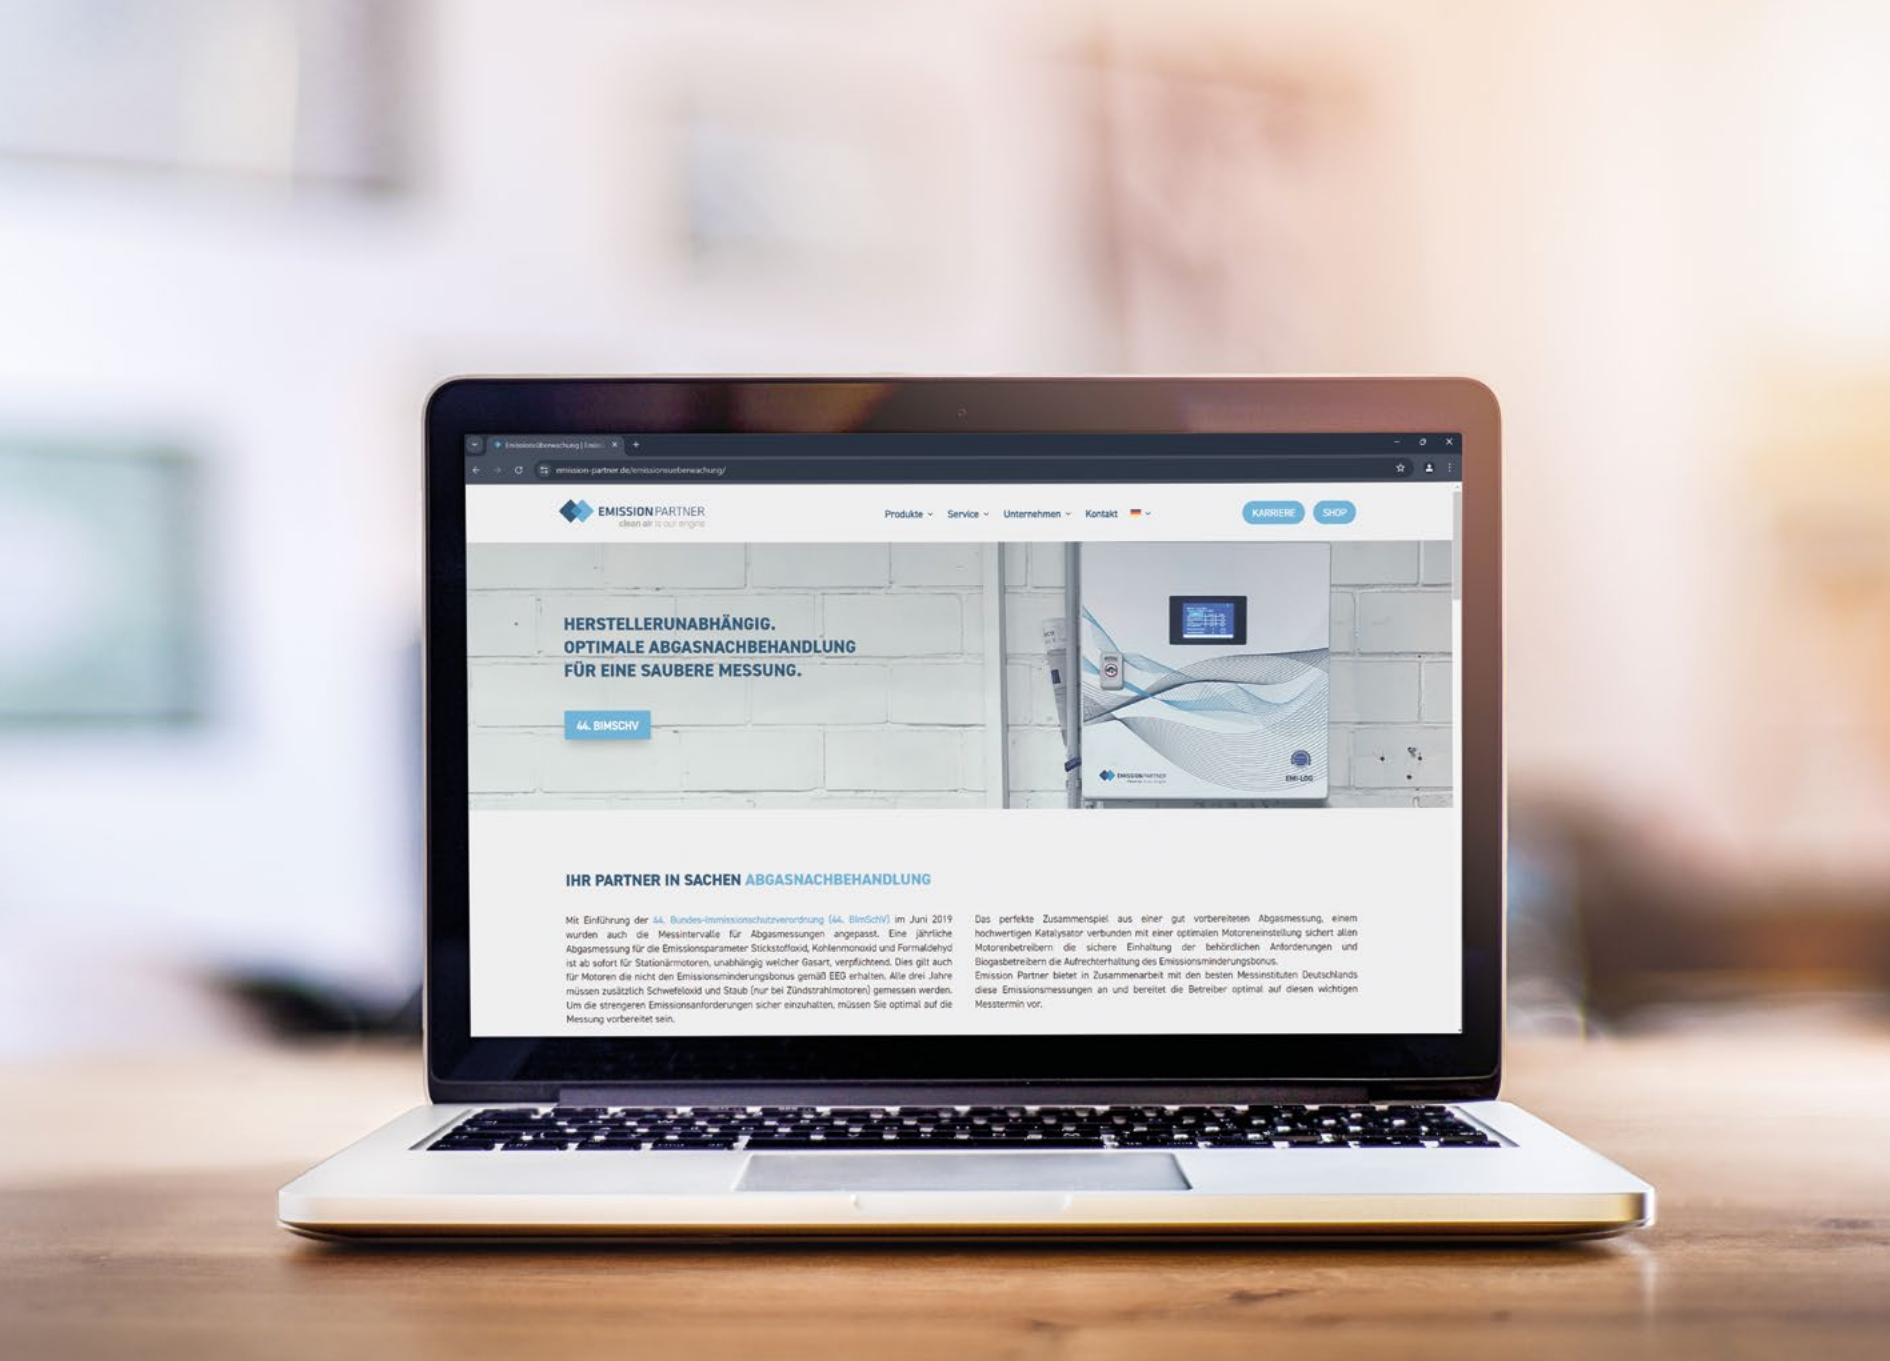 Emissionsüberwachung | Emiss
emission-partner.de/emissionsueberwachung/
EMISSION PARTNER
clean air is our engine
Produkte
Service
Unternehmen
Kontakt
KARRIERE
SHOP
HERSTELLERUNABHÄNGIG.
OPTIMALE ABGASNACHBEHANDLUNG
FÜR EINE SAUBERE MESSUNG.
44. BIMSCHV
EMISSIONPARTNER
EMI-LOG
IHR PARTNER IN SACHEN ABGASNACHBEHANDLUNG
Mit Einführung der 44. Bundes-Immissionschutzverordnung (44. BImSchV) im Juni 2019
wurden auch die Messintervalle für Abgasmessungen angepasst. Eine jährliche
Abgasmessung für die Emissionsparameter Stickstoffoxid, Kohlenmonoxid und Formaldehyd
ist ab sofort für Stationärmotoren, unabhängig welcher Gasart, verpflichtend. Dies gilt auch
für Motoren die nicht den Emissionsminderungsbonus gemäß EEG erhalten. Alle drei Jahre
müssen zusätzlich Schwefeloxid und Staub (nur bei Zündstrahlmotoren) gemessen werden.
Um die strengeren Emissionsanforderungen sicher einzuhalten, müssen Sie optimal auf die
Messung vorbereitet sein.
Das perfekte Zusammenspiel aus einer gut vorbereiteten Abgasmessung, einem
hochwertigen Katalysator verbunden mit einer optimalen Motoreneinstellung sichert allen
Motorenbetreibern die sichere Einhaltung der behördlichen Anforderungen und
Biogasbetreibern die Aufrechterhaltung des Emissionsminderungsbonus.
Emission Partner bietet in Zusammenarbeit mit den besten Messinstituten Deutschlands
diese Emissionsmessungen an und bereitet die Betreiber optimal auf diesen wichtigen
Messtermin vor.